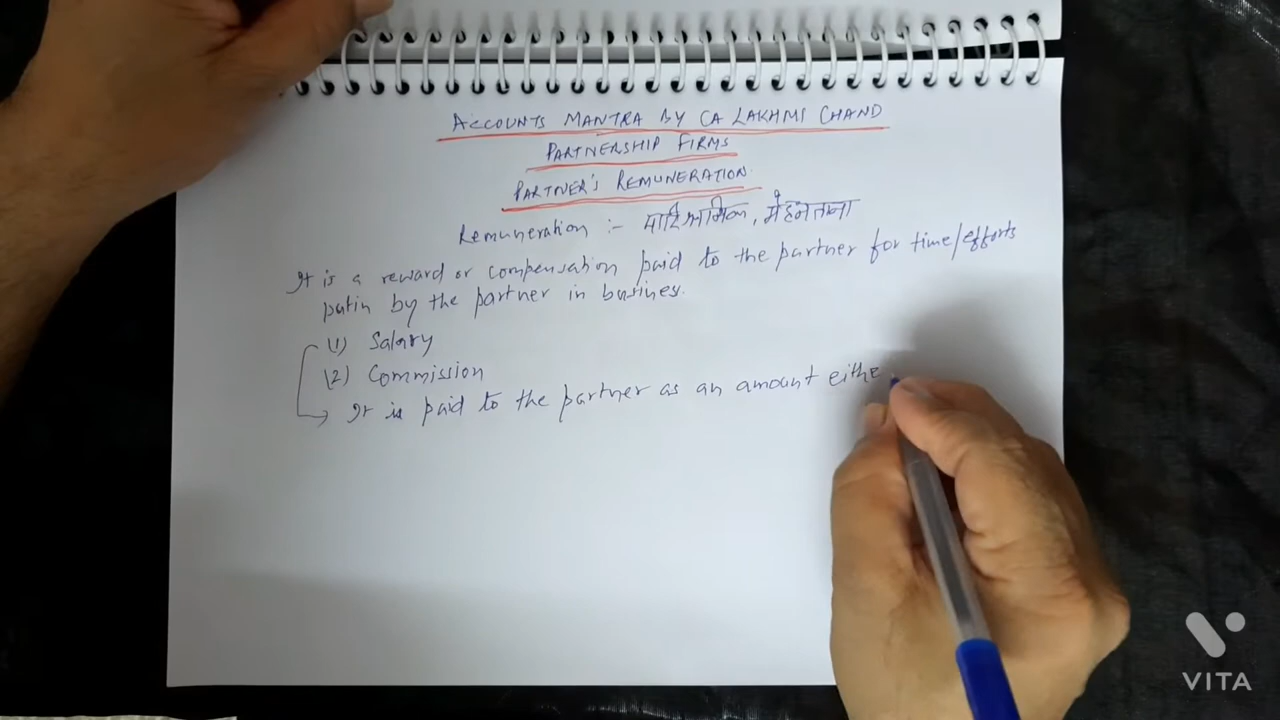 ACCOUNTS MANTRA BY CA LAKHMI CHAND
PARTNERSHIP FIRMS
PARTNER'S REMUNERATION
Remuneration :- पारिश्रमिक, मेहनताना
It is a reward or compensation paid to the partner for time/efforts
putin by the partner in busines.
(1) Salary
(2) Commission
It is paid to the partner as an amount eithe
VITA